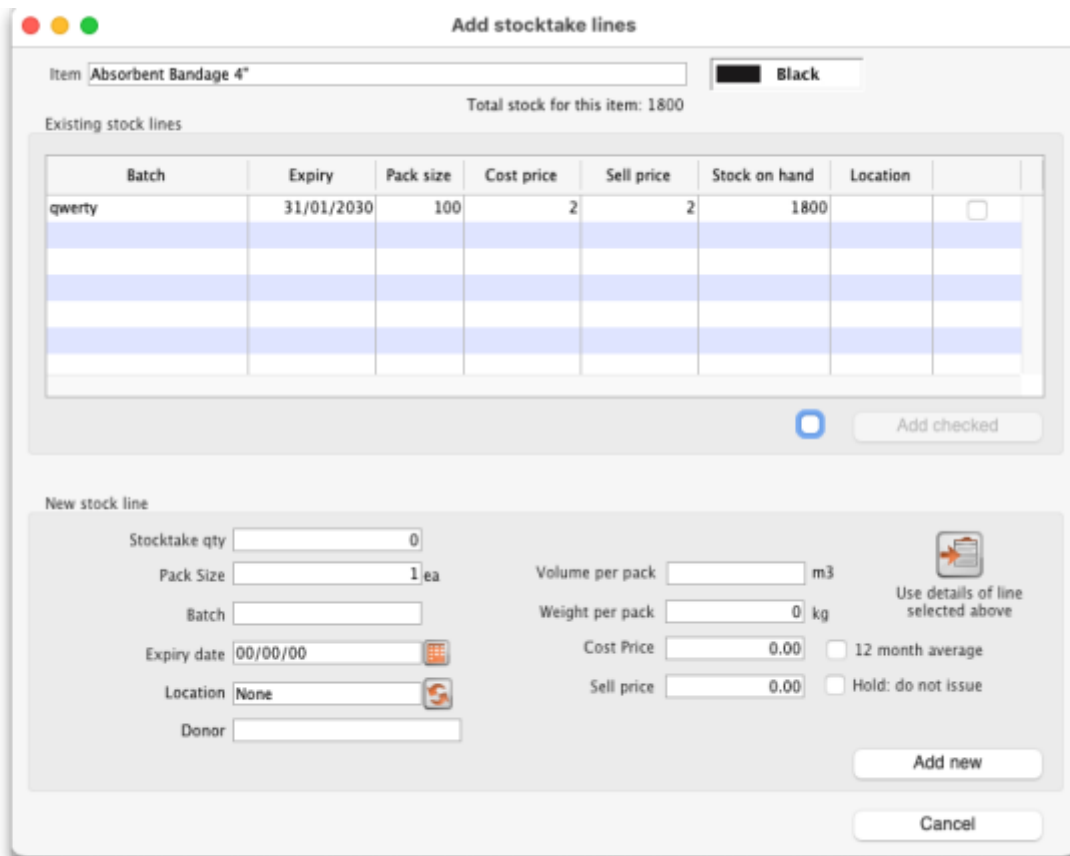 Add stocktake lines
Item Absorbent Bandage 4" Black
Total stock for this item: 1800
Existing stock lines
Batch Expiry Pack size Cost price Sell price Stock on hand Location
qwerty 31/01/2030 100 2 2 1800
Add checked
New stock line
Stocktake qty 0
Pack Size 1 ea
Batch
Expiry date 00/00/00
Location None
Donor
Volume per pack m3
Weight per pack 0 kg
Cost Price 0.00
Sell price 0.00
Use details of line
selected above
12 month average
Hold: do not issue
Add new
Cancel